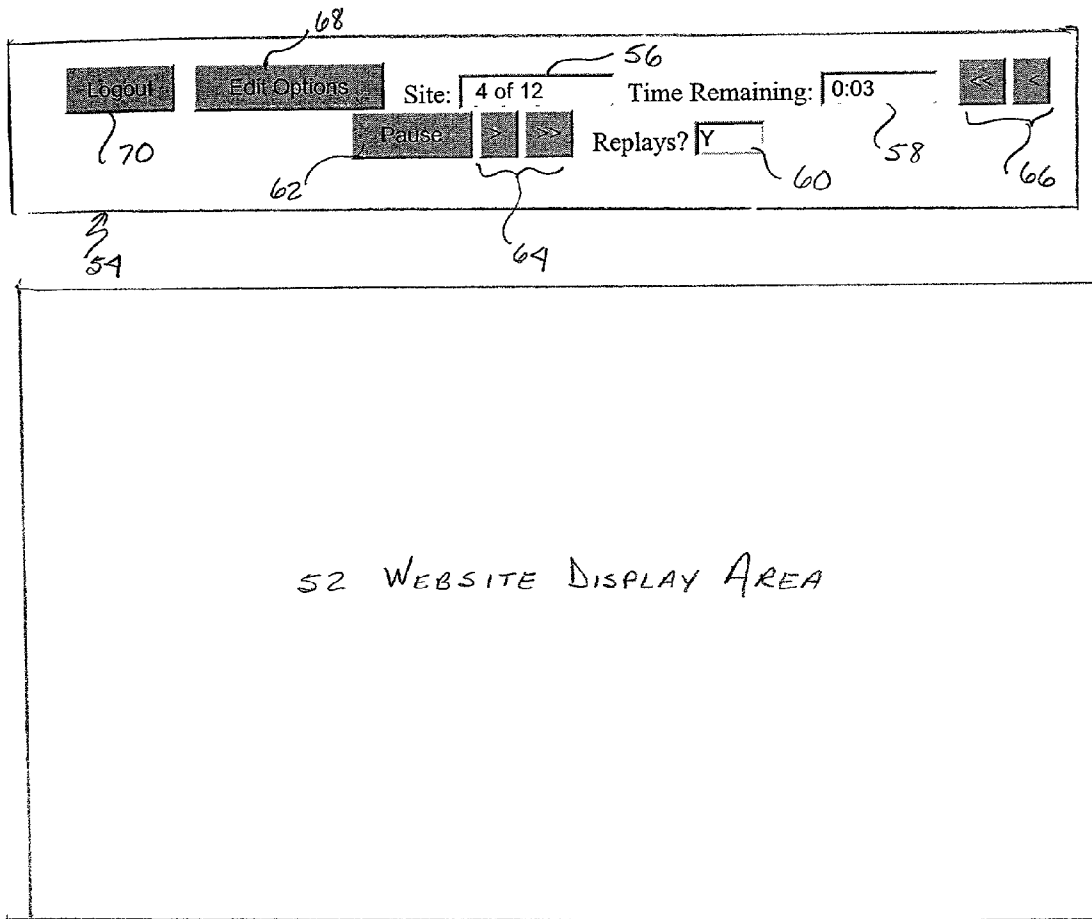 68
56
Logout Edit Options Site: 4 of 12 Time Remaining: 0:03 << <
Pause > >> Replays? Y
70 62 60 58 66
54 64
52 WEBSITE DISPLAY AREA